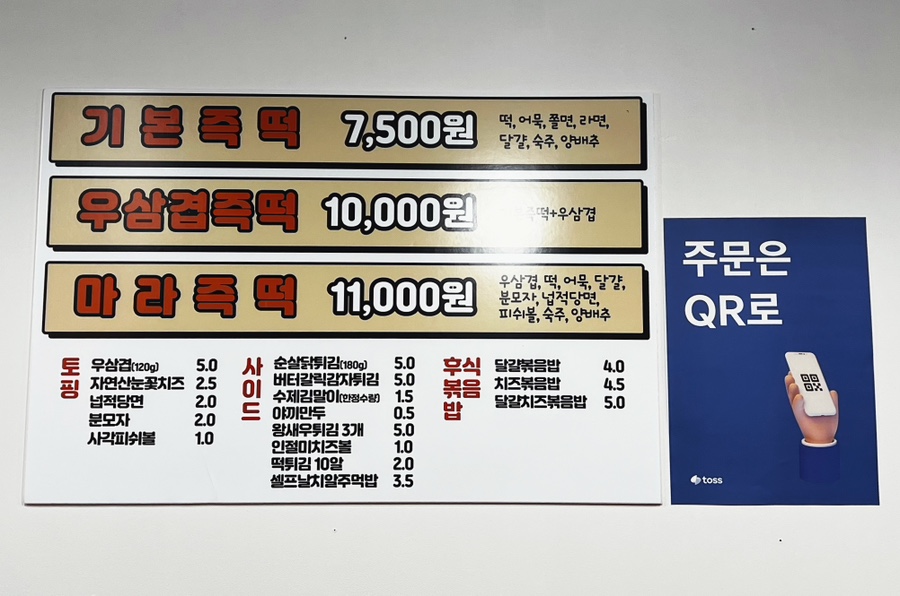 기본즉떡 7,500원
떡, 어묵, 쫄면, 라면,
달걀, 숙주, 양배추
우삼겹즉떡 10,000원
즉떡+우삼겹
마라즉떡 11,000원
우삼겹, 떡, 어묵, 달걀,
분모자, 넙적당면,
피쉬볼, 숙주, 양배추
토핑
우삼겹(120g) 5.0
자연산눈꽃치즈 2.5
넙적당면 2.0
분모자 2.0
사각피쉬볼 1.0
사이드
순살닭튀김(180g) 5.0
버터갈릭감자튀김 5.0
수제김말이(한정수량) 1.5
야끼만두 0.5
왕새우튀김 3개 5.0
인절미치즈볼 1.0
떡튀김 10알 2.0
셀프날치알주먹밥 3.5
후식
볶음
밥
달걀볶음밥 4.0
치즈볶음밥 4.5
달걀치즈볶음밥 5.0
주문은
QR로
toss